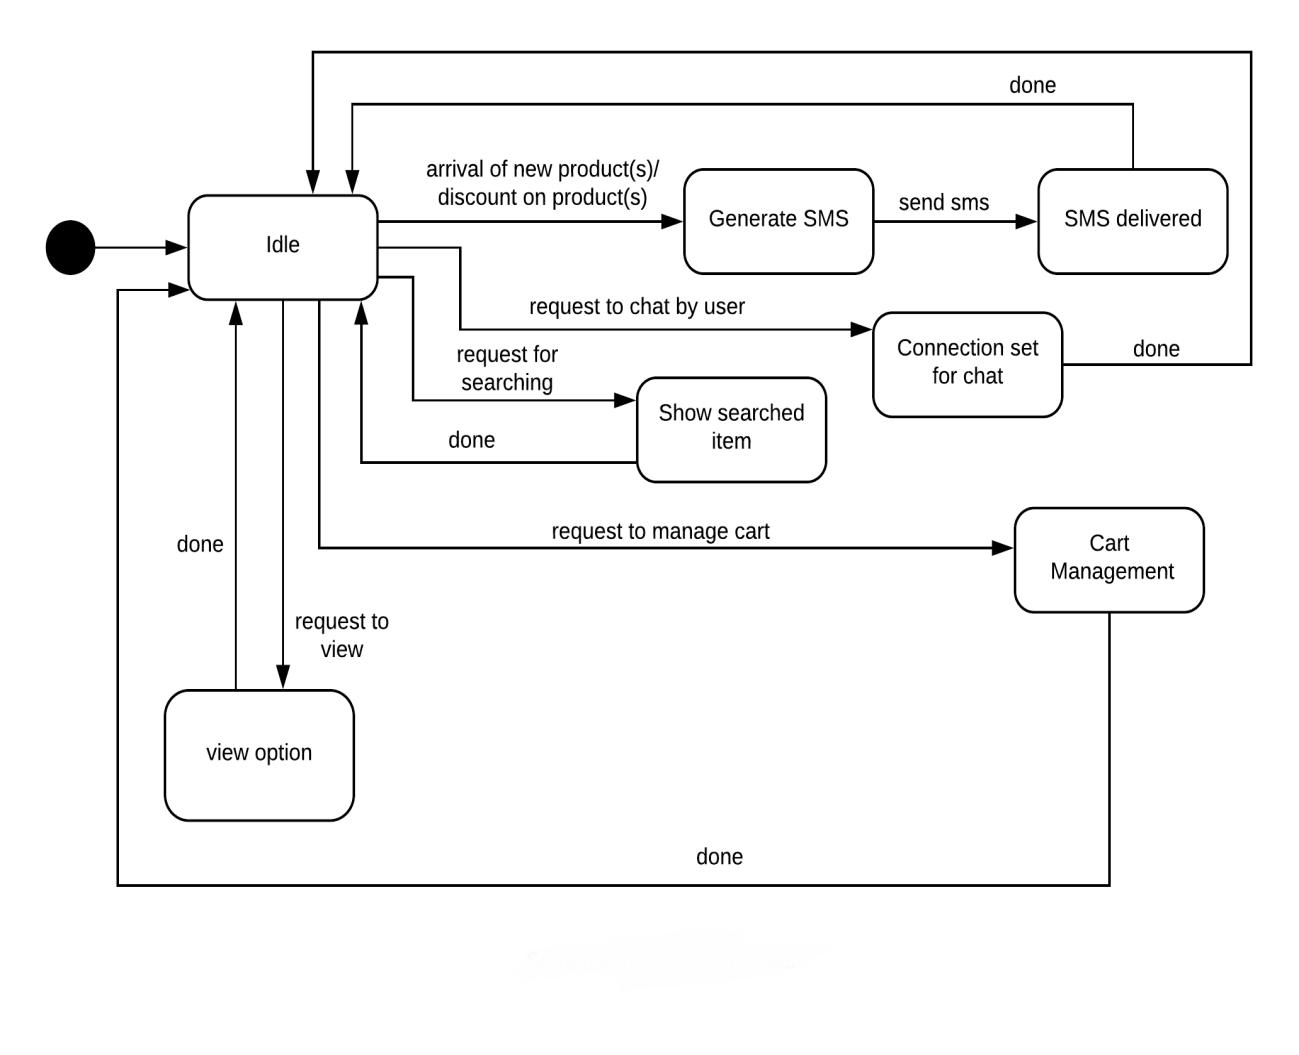 done
arrival of new product(s)/
discount on product(s)
Generate SMS
send sms
SMS delivered
Idle
request to chat by user
Connection set
for chat
done
request for
searching
Show searched
item
done
request to manage cart
Cart
Management
done
request to
view
view option
done